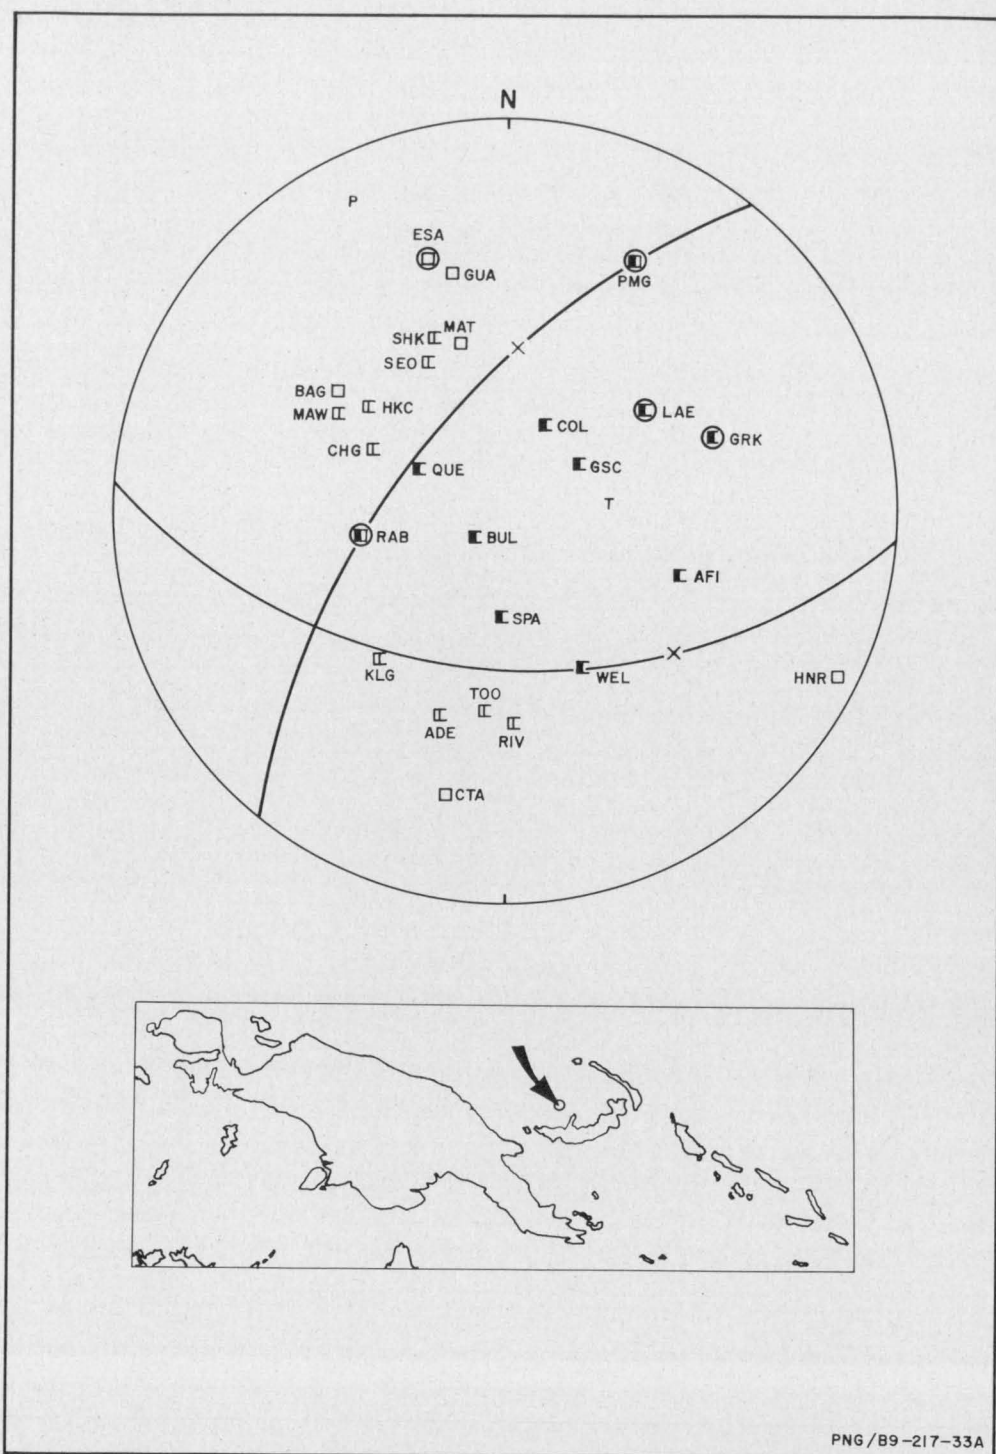 N
P
ESA
GUA
PMG
SHK
MAT
SEO
BAG
HKC
MAW
LAE
COL
GRK
CHG
QUE
GSC
T
RAB
BUL
AFI
SPA
KLG
WEL
HNR
TOO
ADE
RIV
CTA
PNG/B9-217-33A